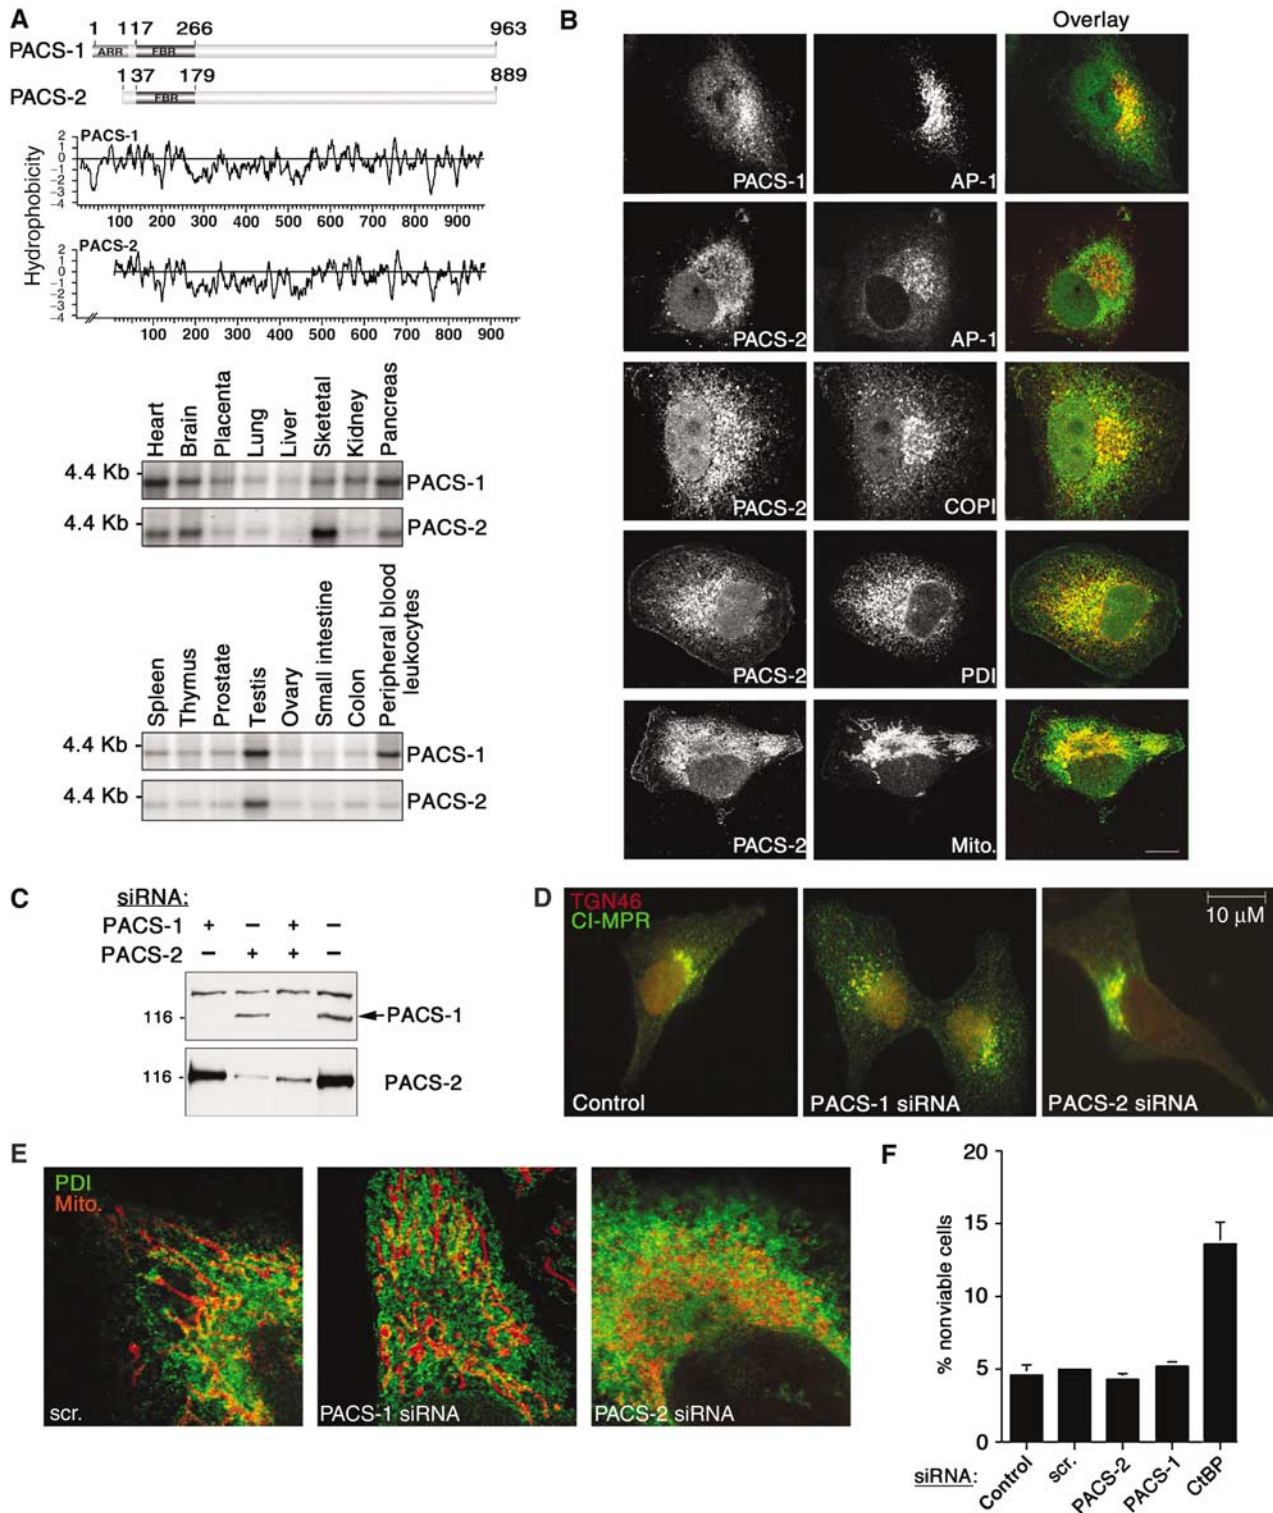 A
1 117 266 963
PACS-1 ARR FBR
1 37 179 889
PACS-2 FBR
Hydrophobicity
PACS-1
2
1
0
−1
−2
−3
−4
100 200 300 400 500 600 700 800 900
PACS-2
2
1
0
−1
−2
−3
−4
100 200 300 400 500 600 700 800 900
Heart Brain Placenta Lung Liver Sketetal Kidney Pancreas
4.4 Kb PACS-1
4.4 Kb PACS-2
Spleen Thymus Prostate Testis Ovary Small intestine Colon Peripheral blood leukocytes
4.4 Kb PACS-1
4.4 Kb PACS-2
B
Overlay
PACS-1 AP-1
PACS-2 AP-1
PACS-2 COPI
PACS-2 PDI
PACS-2 Mito.
C
siRNA:
PACS-1 + − + −
PACS-2 − + + −
116 PACS-1
116 PACS-2
D
TGN46
CI-MPR
10 µM
Control PACS-1 siRNA PACS-2 siRNA
E
PDI
Mito.
scr. PACS-1 siRNA PACS-2 siRNA
F
% nonviable cells
20
15
10
5
0
siRNA: Control scr. PACS-2 PACS-1 CtBP